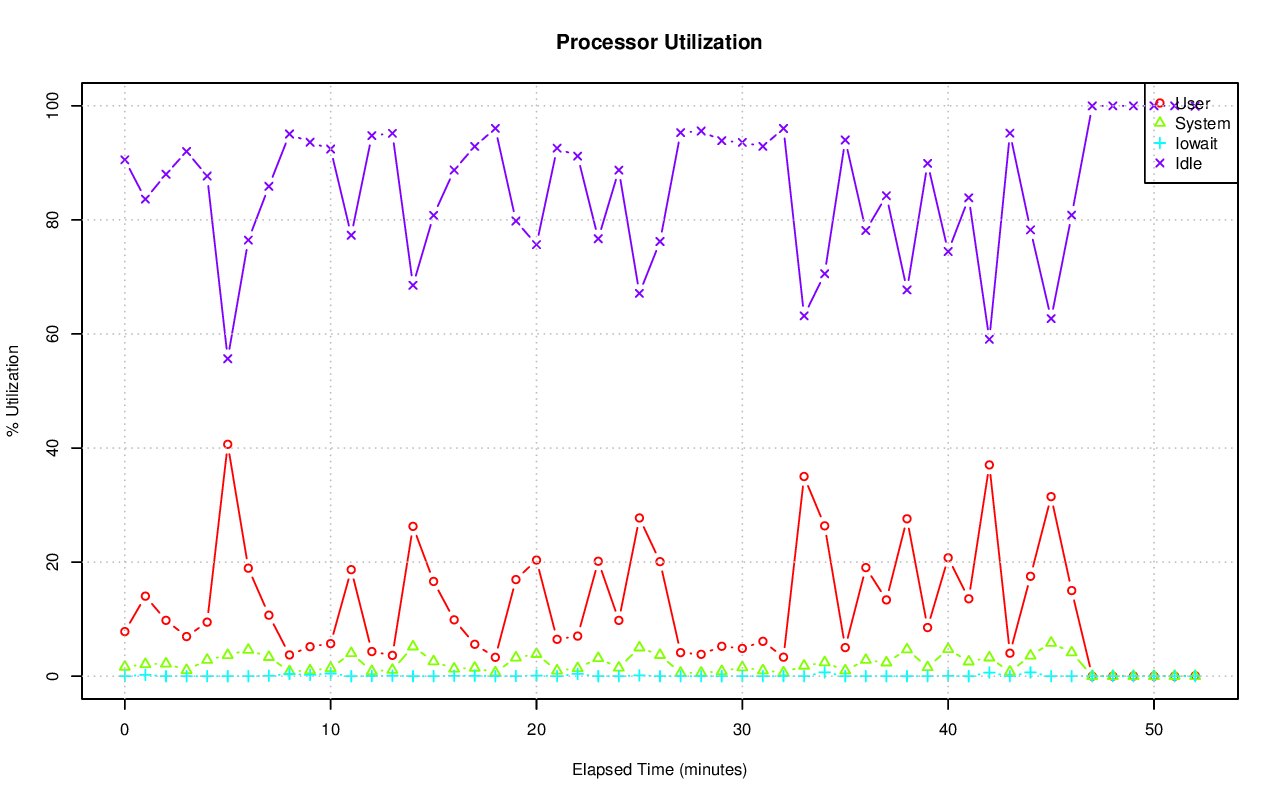 Processor Utilization
% Utilization
100
80
60
40
20
0
User
System
Iowait
Idle
0 10 20 30 40 50
Elapsed Time (minutes)